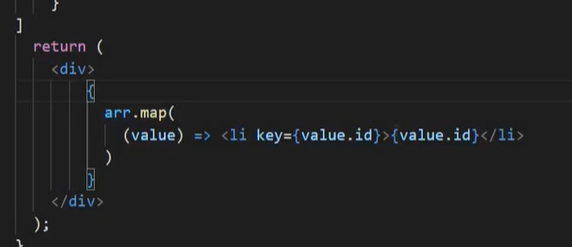 }
]
return (
<div>
{
arr.map(
(value) => <li key={value.id}>{value.id}</li>
)
}
</div>
);
}